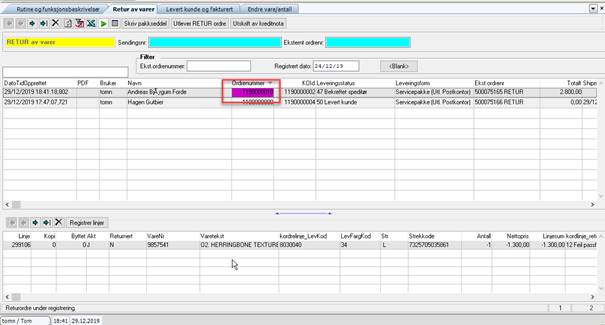 Rutine og funksjonsbeskrivelser Retur av varer Levert kunde og fakturert Endre vare/antall
Skriv pakkseddel Utlever RETUR ordre Utskrift av kreditnota
RETUR av varer Sendingsnr: Eksternt ordrenr:
Filter
Ekst.ordrenummer: Registrert dato: 24/12/19 <Blank>
DatoTidOpprettet PDF Bruker Navn Ordrenummer KOId Leveringsstatus Leveringsform Ekst ordrenr Totalt
29/12/2019 18:41:18,802 tomn Andreas BjÃ¸rgum Forde 1190000010 1190000002 47 Bekreftet speditør Servicepakke (Utl. Postkontor) 500075165 RETUR 2.800,00
29/12/2019 17:47:07,721 tomn Hagen Gutbier 1190000004 50 Levert kunde Servicepakke (Utl. Postkontor) 500075166 RETUR 0,00 29/12
Registrer linjer
Linje Kopi Byttet Akt Returnert VareNr Varetekst kordrelinje_LevKod LevFargKod Str Strekkode Antall Nettopris Linjesum
299106 0 0 J N 9857541 O2. HERRINGBONE TEXTURE 8030040 34 L 7325705035861 -1 -1.300,00 -1.300,00 12 Feil passf
Returordre under registrering. 1 2
tomn / Tom 18:41 29.12.2019